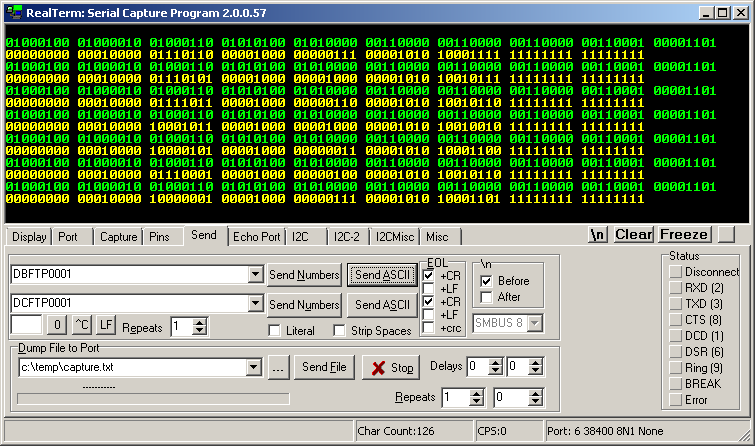 RealTerm: Serial Capture Program 2.0.0.57
01000100 01000010 01000110 01010100 01010000 00110000 00110000 00110000 00110001 00001101
00000000 00010000 01110110 00001000 00000111 00001010 10001111 11111111 11111111
01000100 01000010 01000110 01010100 01010000 00110000 00110000 00110000 00110001 00001101
00000000 00010000 01110101 00001000 00001000 00001010 10001111 11111111 11111111
01000100 01000010 01000110 01010100 01010000 00110000 00110000 00110000 00110001 00001101
00000000 00010000 01111011 00001000 00000110 00001010 10010110 11111111 11111111
01000100 01000010 01000110 01010100 01010000 00110000 00110000 00110000 00110001 00001101
00000000 00010000 10001011 00001000 00001000 00001010 10010010 11111111 11111111
01000100 01000010 01000110 01010100 01010000 00110000 00110000 00110000 00110001 00001101
00000000 00010000 10000101 00001000 00000011 00001010 10001100 11111111 11111111
01000100 01000010 01000110 01010100 01010000 00110000 00110000 00110000 00110001 00001101
00000000 00010000 01110001 00001000 00000100 00001010 10000101 11111111 11111111
01000100 01000010 01000110 01010100 01010000 00110000 00110000 00110000 00110001 00001101
00000000 00010000 10000001 00001000 00000111 00001010 10001101 11111111 11111111
Display Port Capture Pins Send Echo Port I2C I2C-2 I2CMisc Misc \n Clear Freeze
DBFTP0001 Send Numbers Send ASCII
DCFTP0001 Send Numbers Send ASCII
0 ^C LF Repeats 1 Literal Strip Spaces
EOL
+CR
+LF
+CR
+LF
+crc
\n
Before
After
SMBUS 8
Dump File to Port
c:\temp\capture.txt ... Send File Stop Delays 0 0
-----------
Repeats 1 0
Status
Disconnect
RXD (2)
TXD (3)
CTS (8)
DCD (1)
DSR (6)
Ring (9)
BREAK
Error
Char Count:126 CPS:0 Port: 6 38400 8N1 None